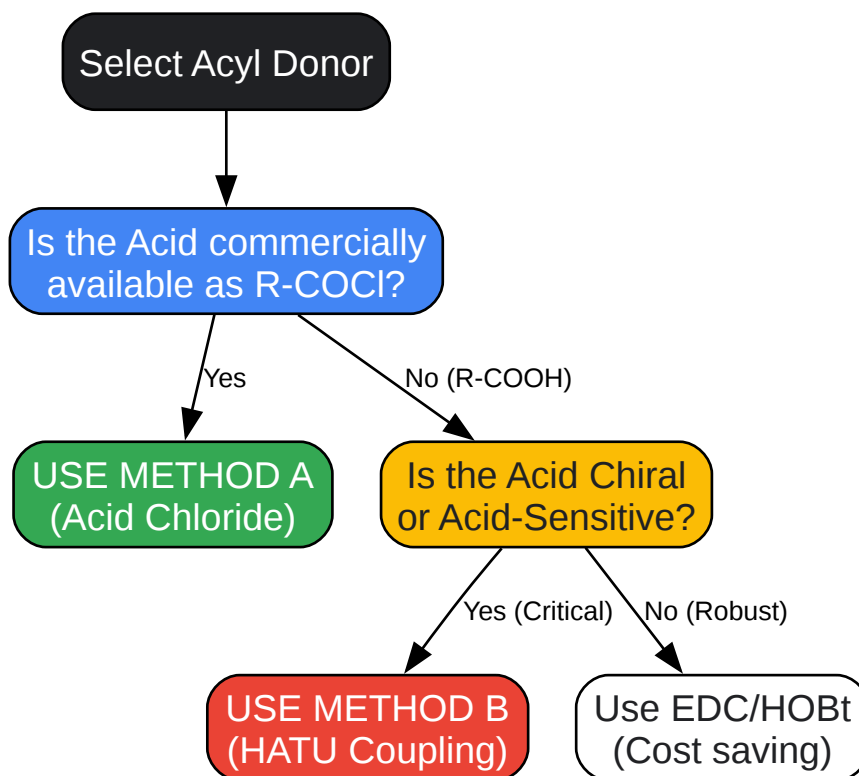 Select Acyl Donor
Is the Acid commercially
available as R-COCl?
Yes
No (R-COOH)
USE METHOD A
(Acid Chloride)
Is the Acid Chiral
or Acid-Sensitive?
Yes (Critical)
No (Robust)
USE METHOD B
(HATU Coupling)
Use EDC/HOBt
(Cost saving)